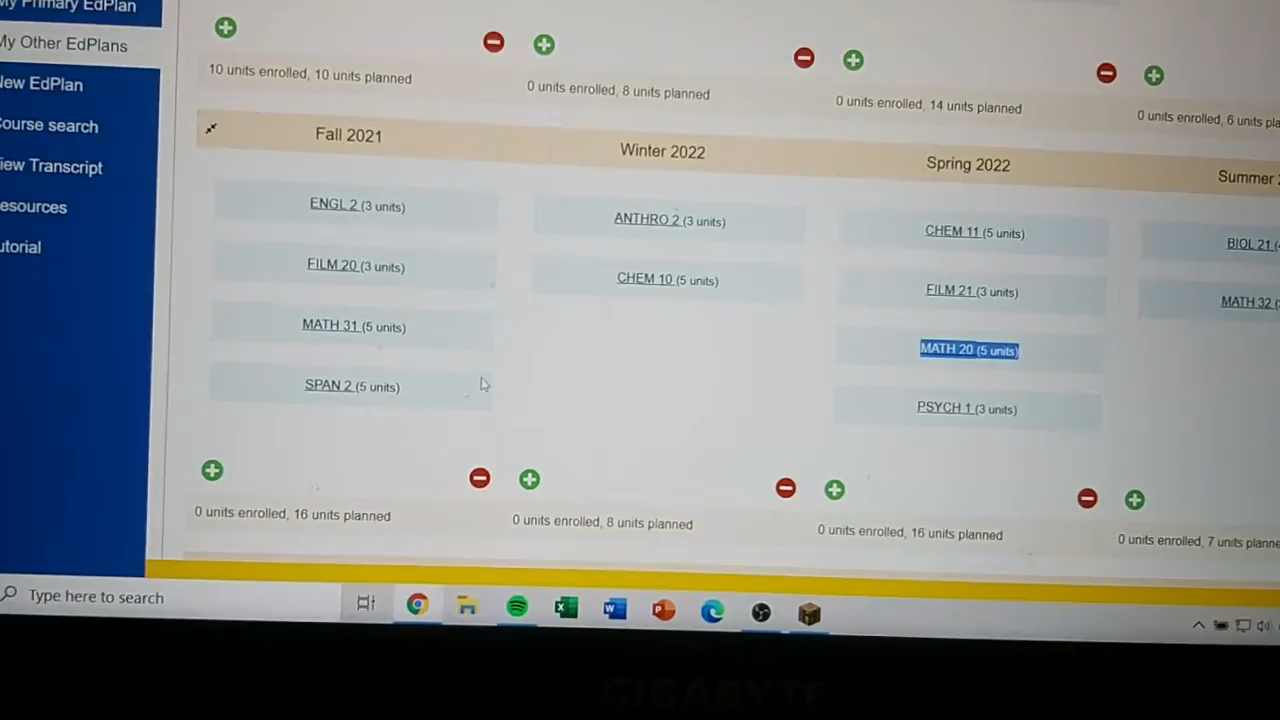 My Primary EdPlan
My Other EdPlans
New EdPlan
Course search
View Transcript
esources
utorial
10 units enrolled, 10 units planned
0 units enrolled, 8 units planned
0 units enrolled, 14 units planned
0 units enrolled, 6 units pla
Fall 2021
Winter 2022
Spring 2022
Summer
ENGL 2 (3 units)
FILM 20 (3 units)
MATH 31 (5 units)
SPAN 2 (5 units)
ANTHRO 2 (3 units)
CHEM 10 (5 units)
CHEM 11 (5 units)
FILM 21 (3 units)
MATH 20 (5 units)
PSYCH 1 (3 units)
BIOL 21
MATH 32
0 units enrolled, 16 units planned
0 units enrolled, 8 units planned
0 units enrolled, 16 units planned
0 units enrolled, 7 units planne
Type here to search
GIGABYTE